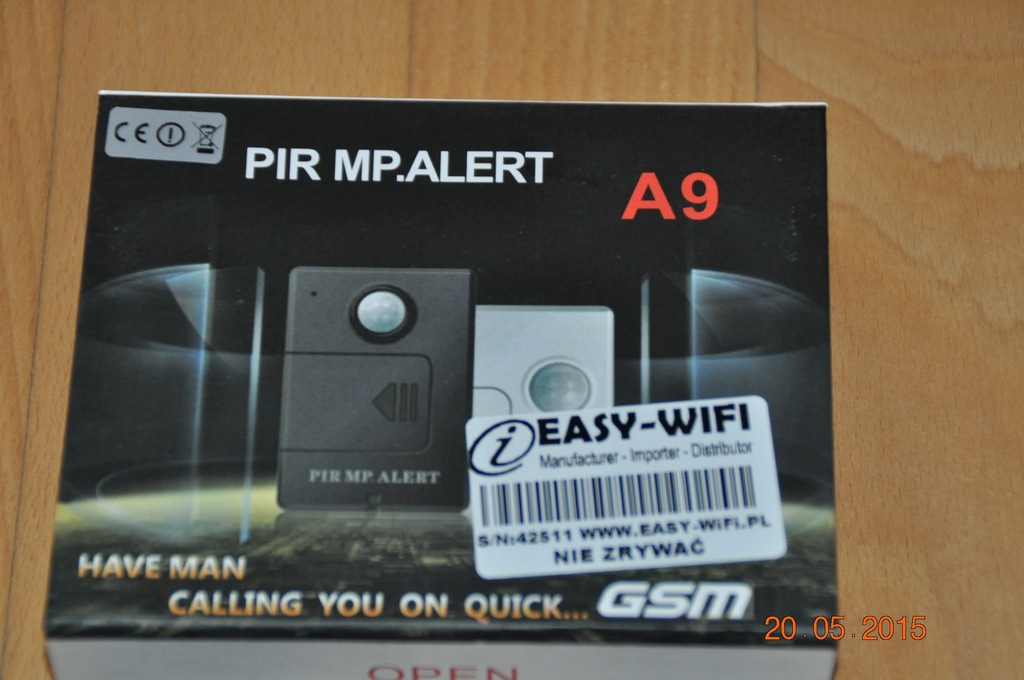 CE
PIR MP.ALERT
A9
PIR MP. ALERT
i EASY-WIFI
Manufacturer - Importer - Distributor
S/N:42511 WWW.EASY-WiFi.PL
NIE ZRYWAĆ
HAVE MAN
CALLING YOU ON QUICK... GSM
20.05.2015
OPEN